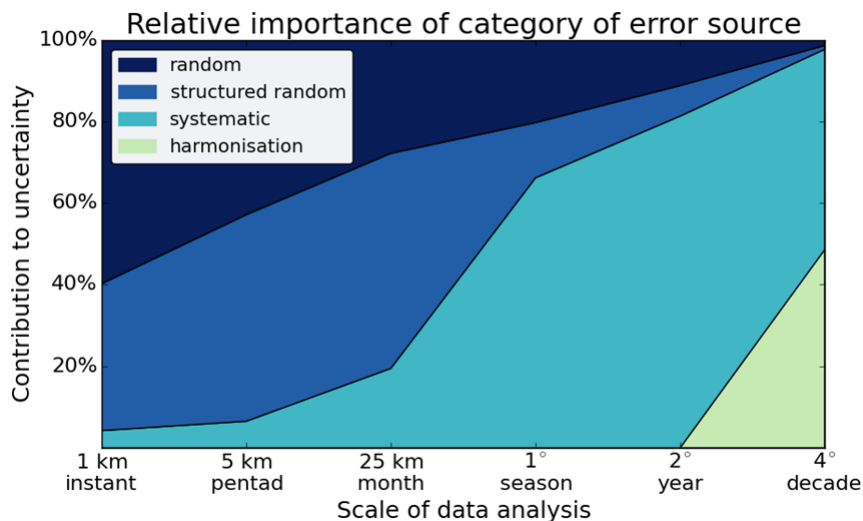 Relative importance of category of error source
100%
80%
60%
40%
20%
Contribution to uncertainty
random
structured random
systematic
harmonisation
1 km 5 km 25 km 1° 2° 4°
instant pentad month season year decade
Scale of data analysis